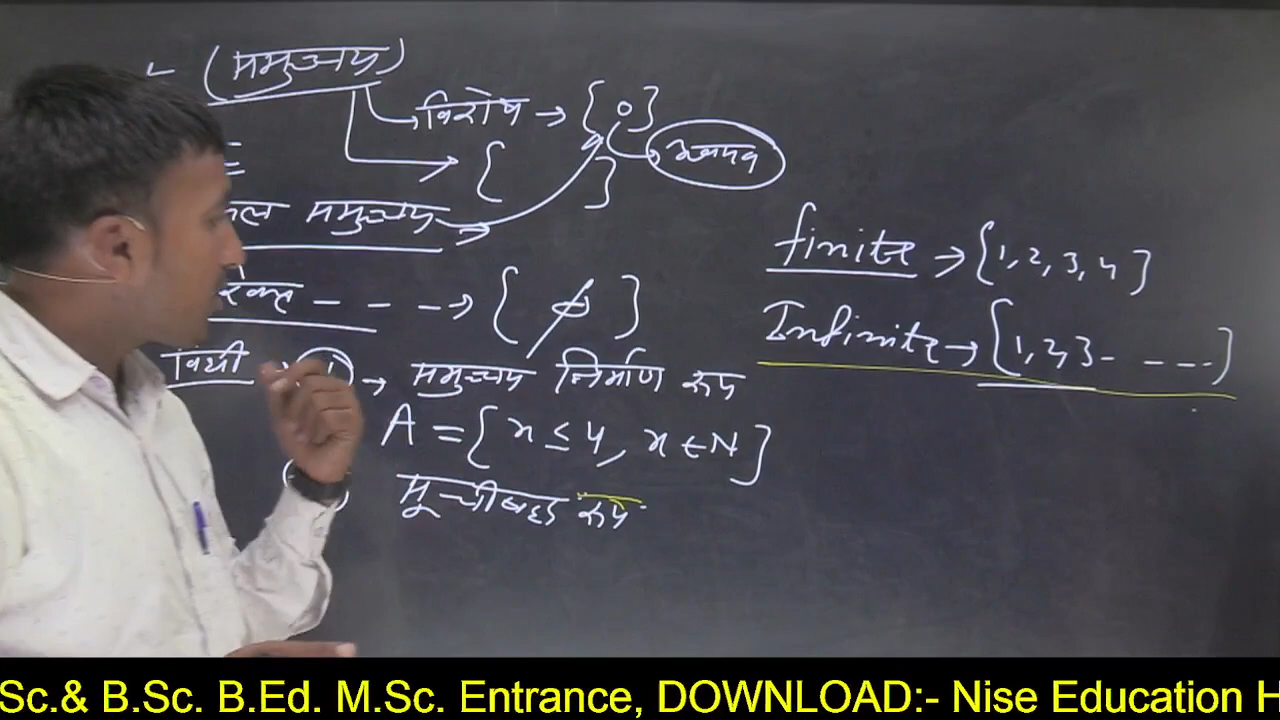 (समुच्चय)
विशेष → { 0 }
अवयव
{ }
समुच्चय →
- - - → { ϕ }
विधी → 1 → समुच्चय निर्माण रूप
A = { x ≤ 4, x ∈ N }
सूचीबद्ध रूप
finite → {1, 2, 3, 4}
Infinite → {1, 2, 3 - - - ...}
Sc.& B.Sc. B.Ed. M.Sc. Entrance, DOWNLOAD:- Nise Education H